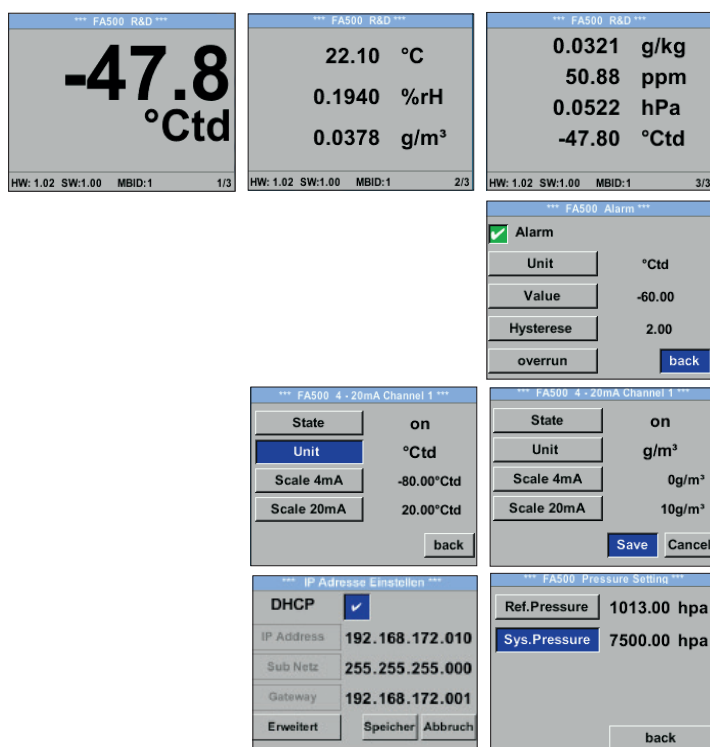 *** FA500 R&D ***
-47.8
°Ctd
HW: 1.02 SW:1.00 MBID:1 1/3
*** FA500 R&D ***
22.10 °C
0.1940 %rH
0.0378 g/m³
HW: 1.02 SW:1.00 MBID:1 2/3
*** FA500 R&D ***
0.0321 g/kg
50.88 ppm
0.0522 hPa
-47.80 °Ctd
HW: 1.02 SW:1.00 MBID:1 3/3
*** FA500 Alarm ***
Alarm
Unit °Ctd
Value -60.00
Hysterese 2.00
overrun back
*** FA500 4 - 20mA Channel 1 ***
State on
Unit °Ctd
Scale 4mA -80.00°Ctd
Scale 20mA 20.00°Ctd
back
*** FA500 4 - 20mA Channel 1 ***
State on
Unit g/m³
Scale 4mA 0g/m³
Scale 20mA 10g/m³
Save Cancel
*** IP Adresse Einstellen ***
DHCP
IP Address 192.168.172.010
Sub Netz 255.255.255.000
Gateway 192.168.172.001
Erweitert Speicher Abbruch
*** FA500 Pressure Setting ***
Ref.Pressure 1013.00 hpa
Sys.Pressure 7500.00 hpa
back